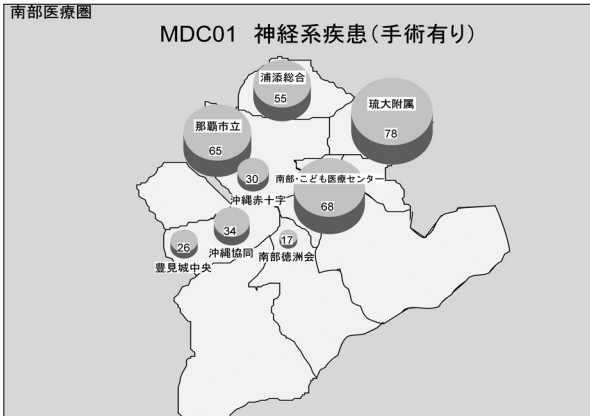 南部医療圏
MDC01 神経系疾患(手術有り)
浦添総合
55
琉大附属
78
那覇市立
65
30
沖縄赤十字
南部・こども医療センター
68
34
沖縄協同
26
豊見城中央
17
南部徳洲会